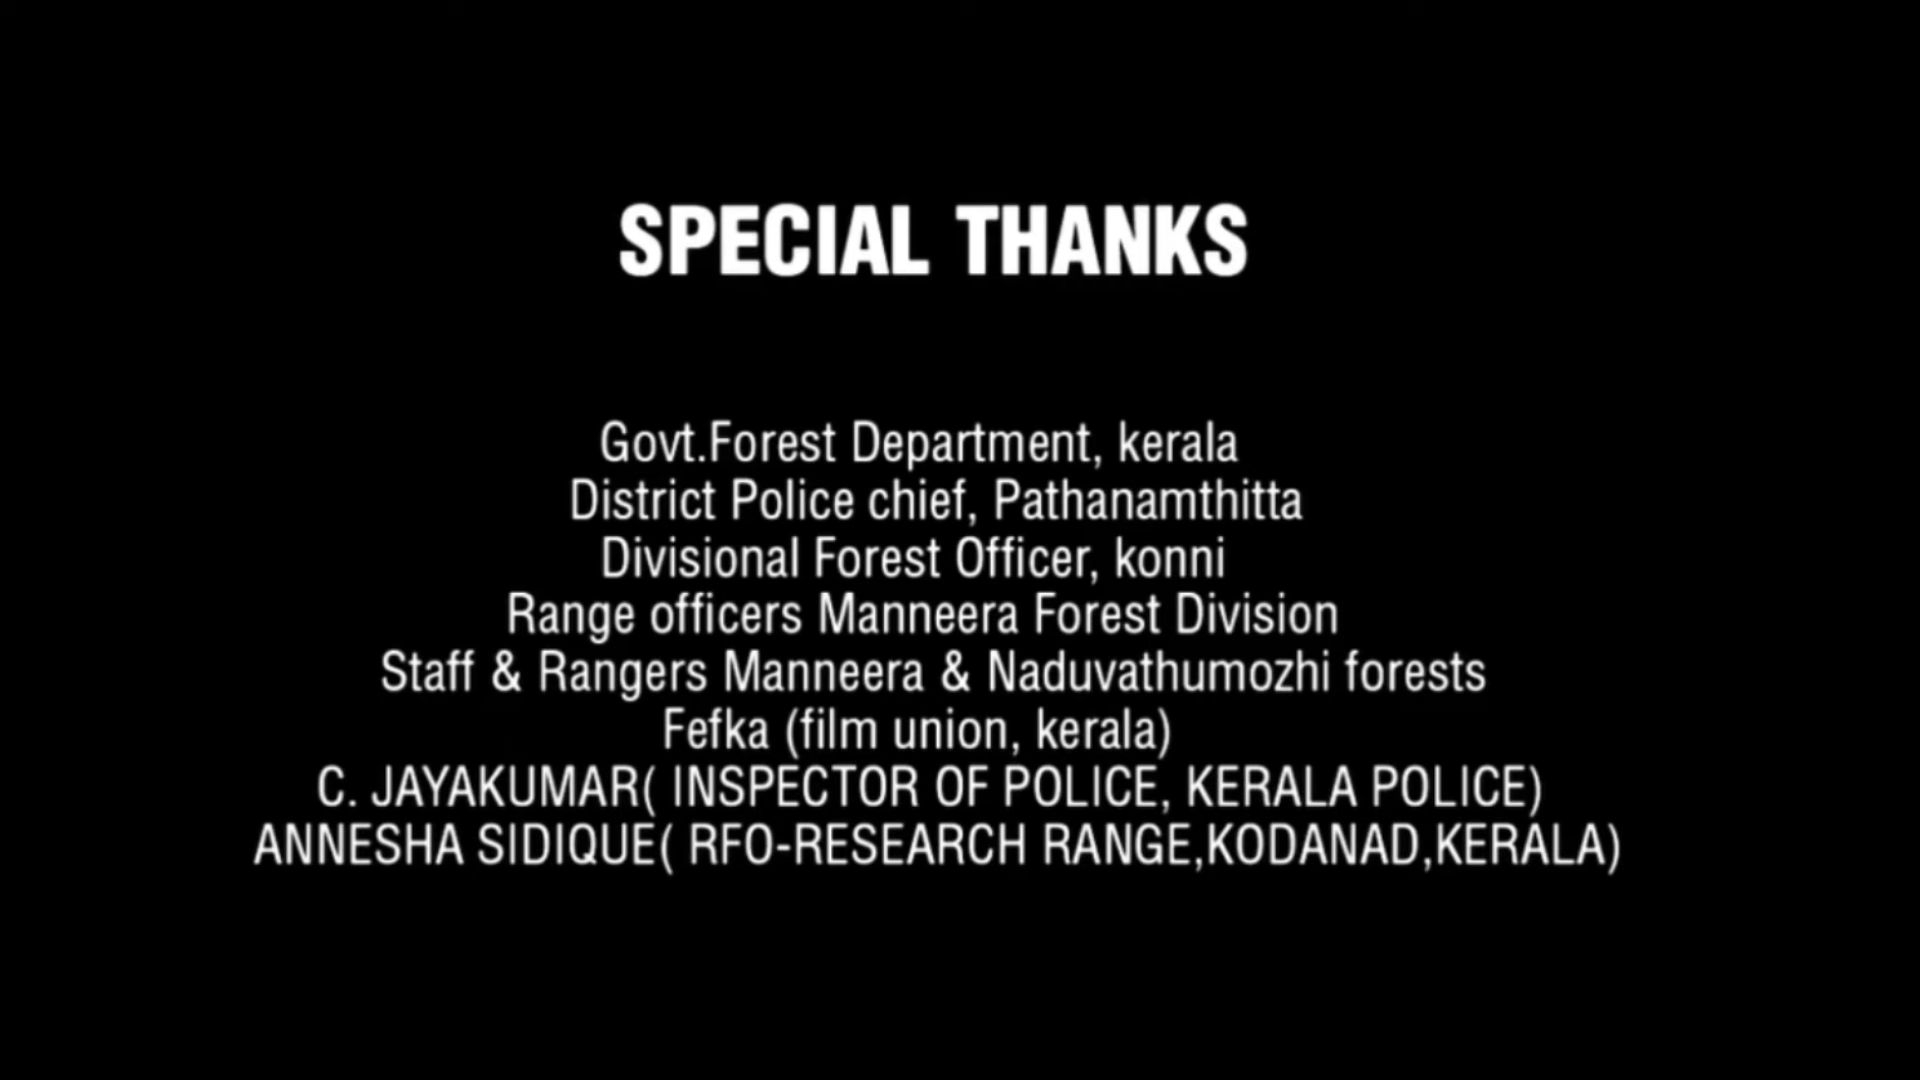 SPECIAL THANKS
Govt.Forest Department, kerala
District Police chief, Pathanamthitta
Divisional Forest Officer, konni
Range officers Manneera Forest Division
Staff & Rangers Manneera & Naduvathumozhi forests
Fefka (film union, kerala)
C. JAYAKUMAR( INSPECTOR OF POLICE, KERALA POLICE)
ANNESHA SIDIQUE( RFO-RESEARCH RANGE,KODANAD,KERALA)